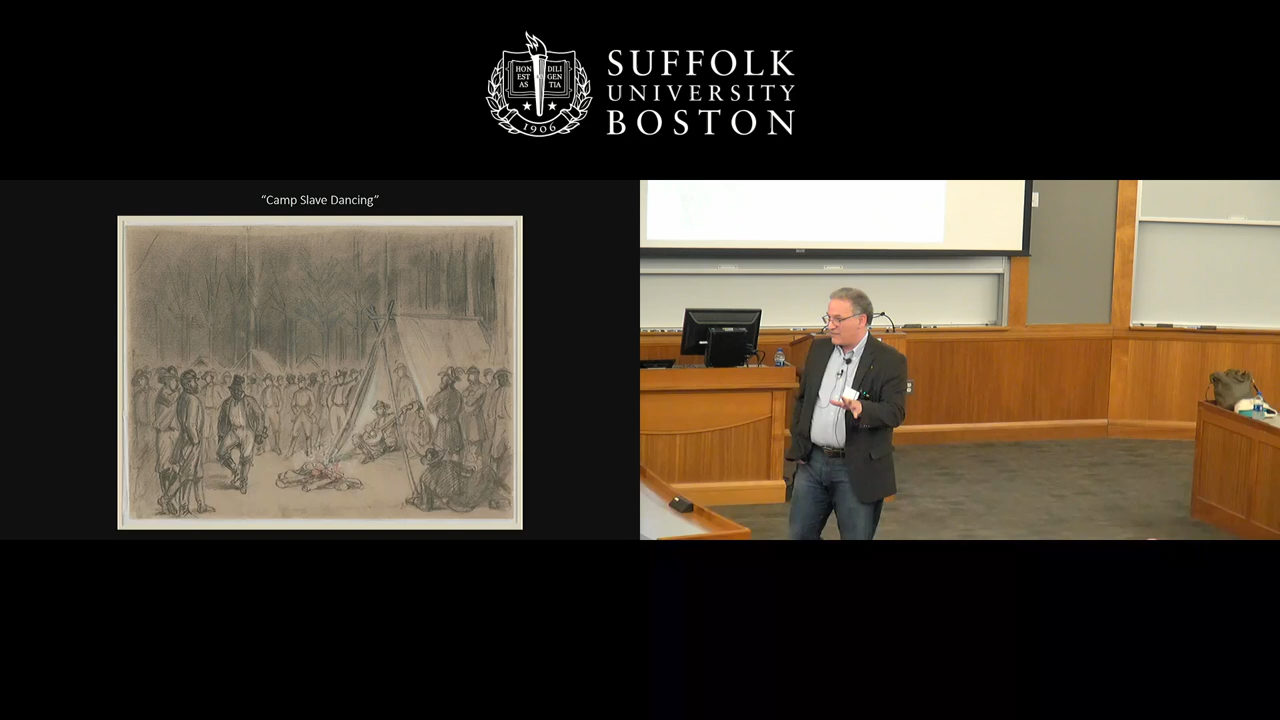 HON
EST
AS
DILI
GEN
TIA
1906
SUFFOLK
UNIVERSITY
BOSTON
“Camp Slave Dancing”